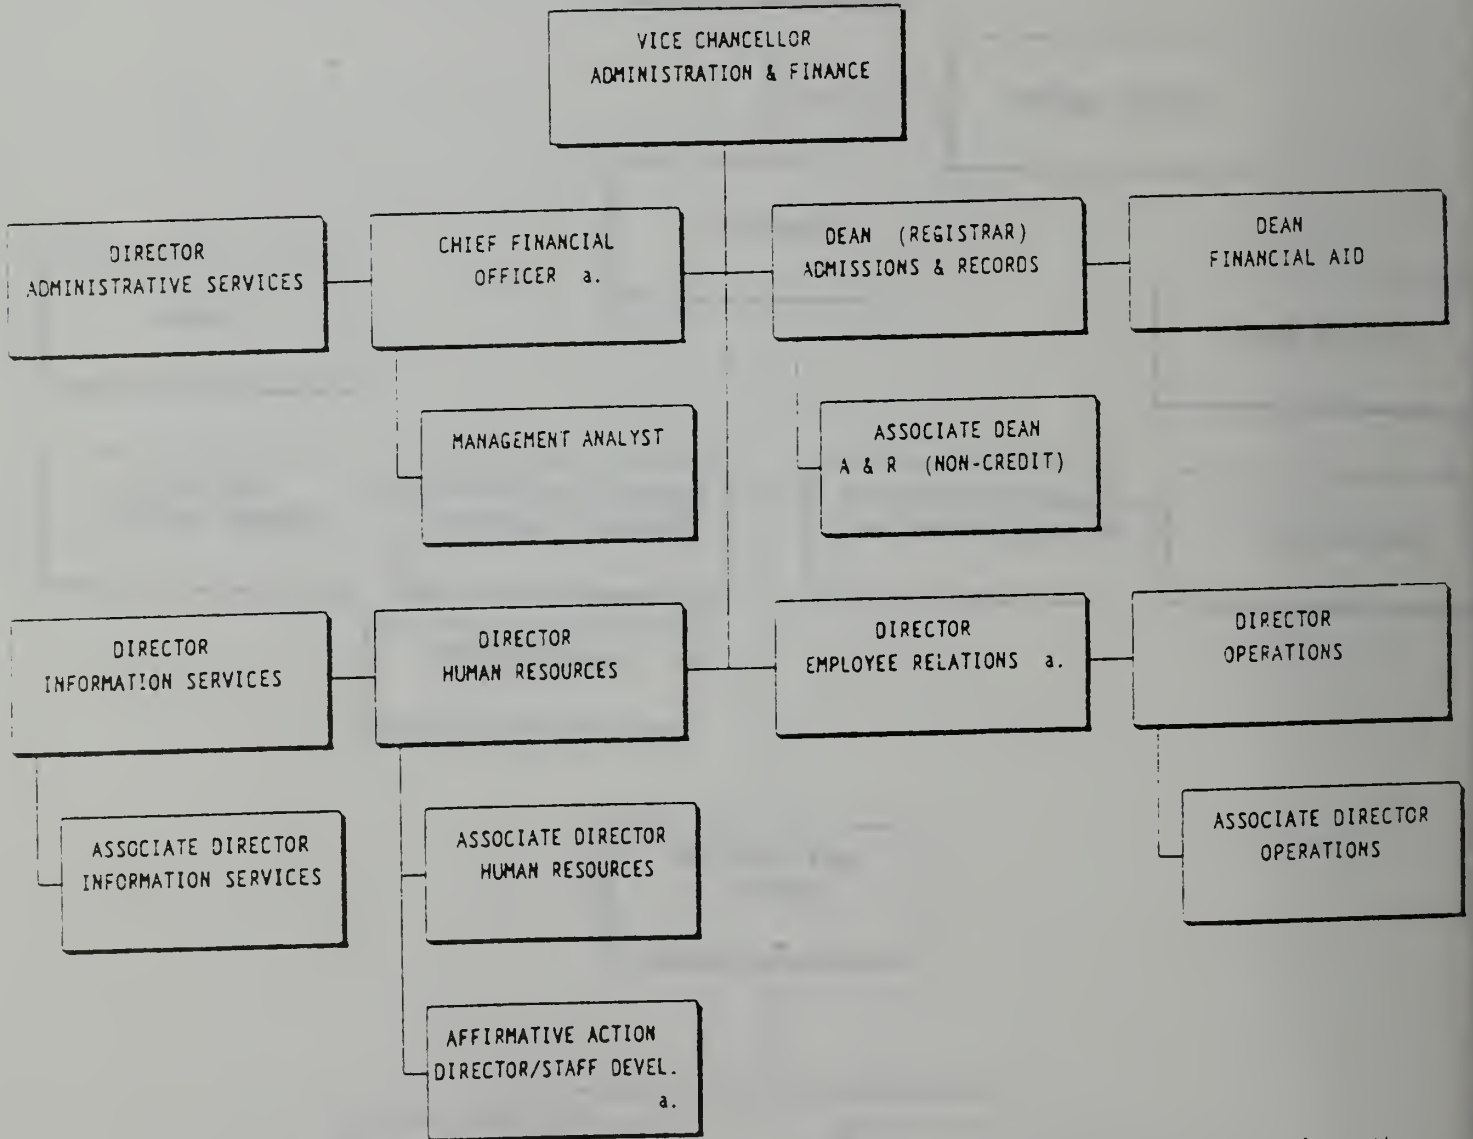 VICE CHANCELLOR
ADMINISTRATION & FINANCE
DIRECTOR
ADMINISTRATIVE SERVICES
CHIEF FINANCIAL
OFFICER a.
DEAN (REGISTRAR)
ADMISSIONS & RECORDS
DEAN
FINANCIAL AID
MANAGEMENT ANALYST
ASSOCIATE DEAN
A & R (NON-CREDIT)
DIRECTOR
INFORMATION SERVICES
DIRECTOR
HUMAN RESOURCES
DIRECTOR
EMPLOYEE RELATIONS a.
DIRECTOR
OPERATIONS
ASSOCIATE DIRECTOR
INFORMATION SERVICES
ASSOCIATE DIRECTOR
HUMAN RESOURCES
ASSOCIATE DIRECTOR
OPERATIONS
AFFIRMATIVE ACTION
DIRECTOR/STAFF DEVEL.
a.